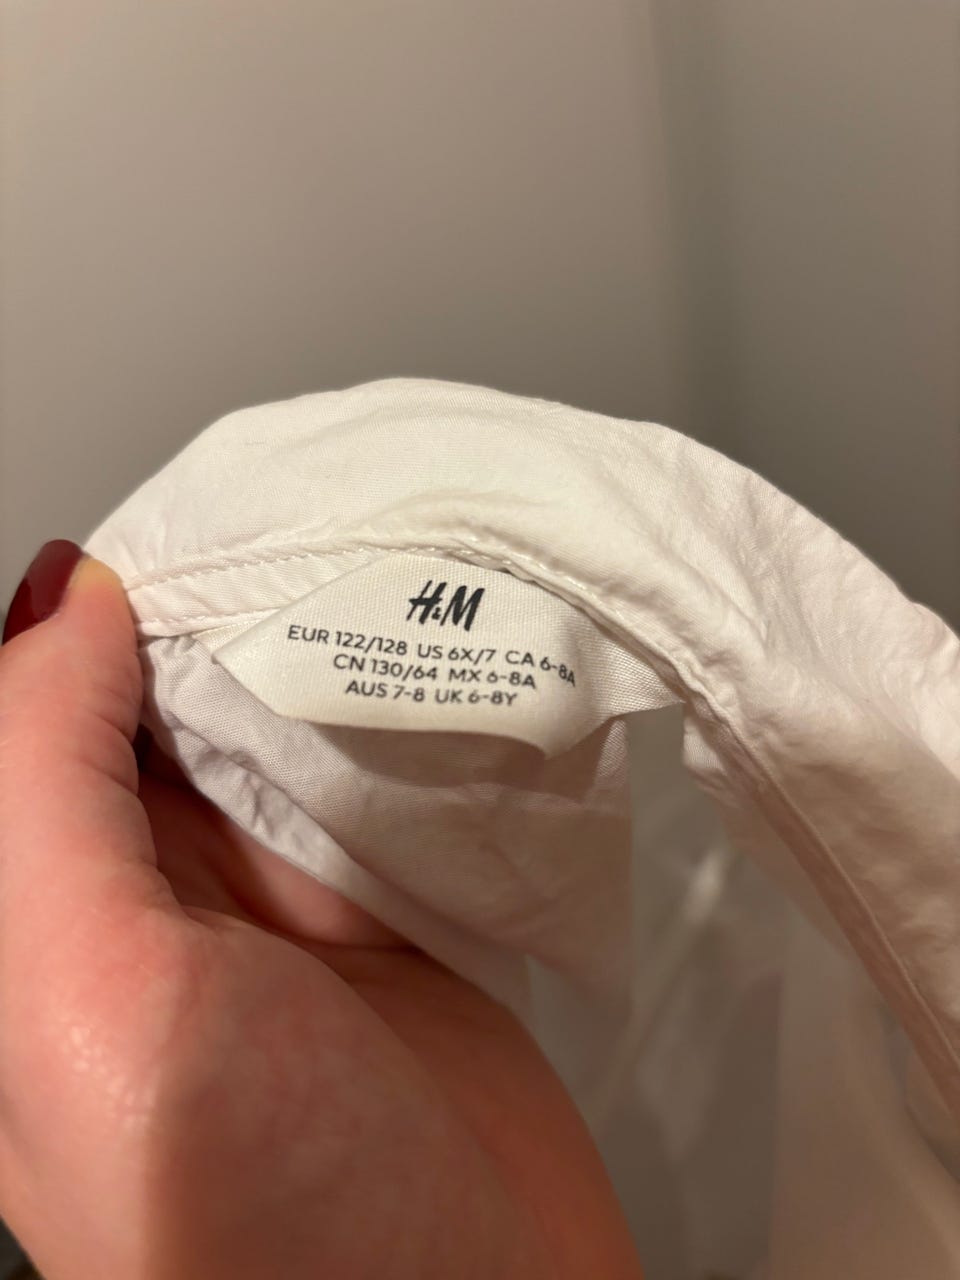 H&M
EUR 122/128 US 6X/7 CA 6-8A
CN 130/64 MX 6-8A
AUS 7-8 UK 6-8Y